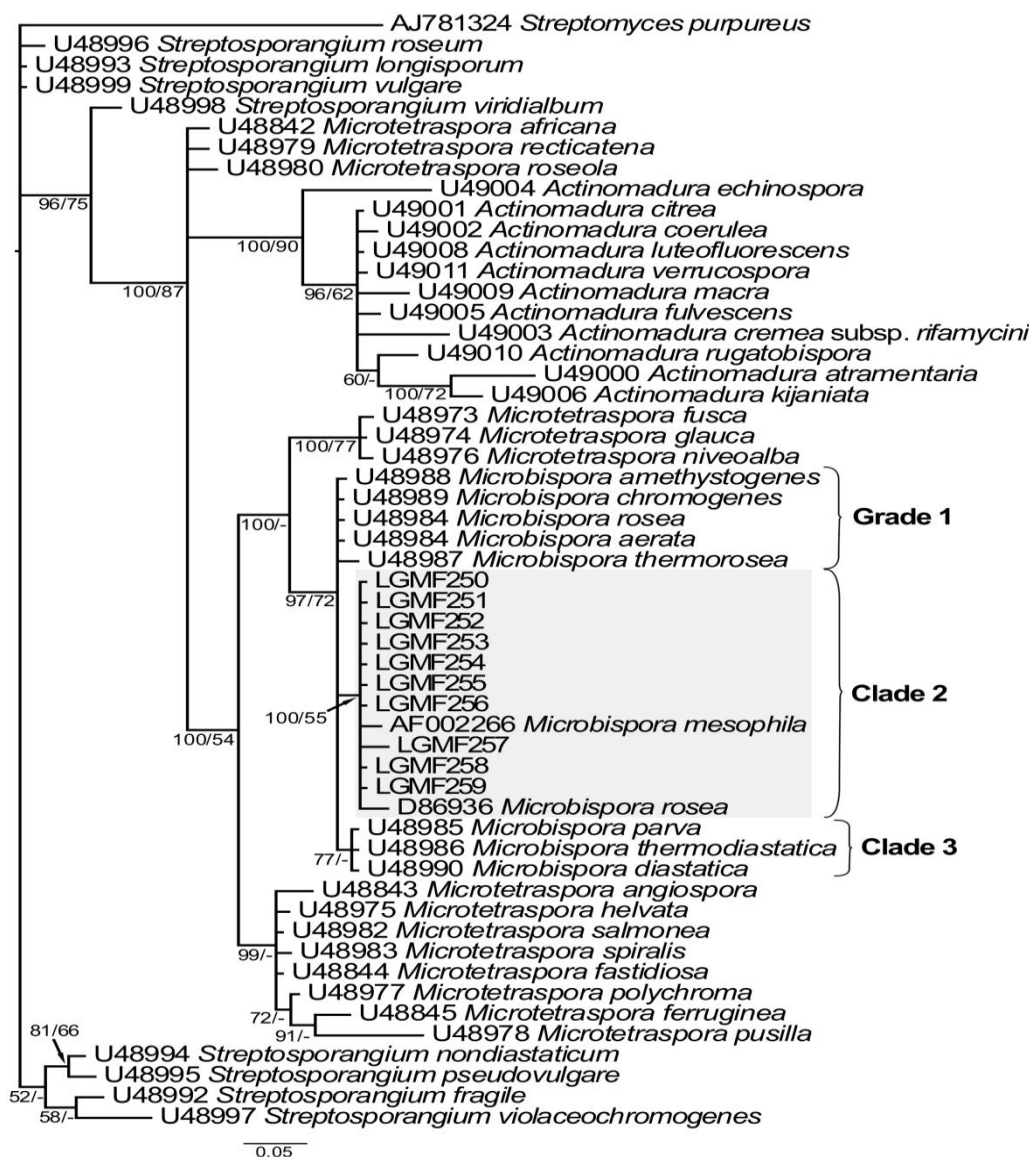 AJ781324 Streptomyces purpureus
U48996 Streptosporangium roseum
U48993 Streptosporangium longisporum
U48999 Streptosporangium vulgare
U48998 Streptosporangium viridialbum
U48842 Microtetraspora africana
U48979 Microtetraspora recticatena
U48980 Microtetraspora roseola
U49004 Actinomadura echinospora
96/75
U49001 Actinomadura citrea
U49002 Actinomadura coerulea
100/90
U49008 Actinomadura luteofluorescens
U49011 Actinomadura verrucospora
100/87
96/62
U49009 Actinomadura macra
U49005 Actinomadura fulvescens
U49003 Actinomadura cremea subsp. rifamycini
U49010 Actinomadura rugatobispora
60/-
U49000 Actinomadura atramentaria
100/72
U49006 Actinomadura kijaniata
U48973 Microtetraspora fusca
100/77
U48974 Microtetraspora glauca
U48976 Microtetraspora niveoalba
U48988 Microbispora amethystogenes
U48989 Microbispora chromogenes
100/-
U48984 Microbispora rosea
Grade 1
U48984 Microbispora aerata
U48987 Microbispora thermorosea
97/72
LGMF250
LGMF251
LGMF252
LGMF253
LGMF254
LGMF255
LGMF256
Clade 2
100/55
AF002266 Microbispora mesophila
100/54
LGMF257
LGMF258
LGMF259
D86936 Microbispora rosea
U48985 Microbispora parva
U48986 Microbispora thermodiastatica
Clade 3
77/-
U48990 Microbispora diastatica
U48843 Microtetraspora angiospora
U48975 Microtetraspora helvata
U48982 Microtetraspora salmonea
99/-
U48983 Microtetraspora spiralis
U48844 Microtetraspora fastidiosa
U48977 Microtetraspora polychroma
72/-
U48845 Microtetraspora ferruginea
91/-
U48978 Microtetraspora pusilla
81/66
U48994 Streptosporangium nondiastaticum
U48995 Streptosporangium pseudovulgare
52/-
U48992 Streptosporangium fragile
58/-
U48997 Streptosporangium violaceochromogenes
0.05